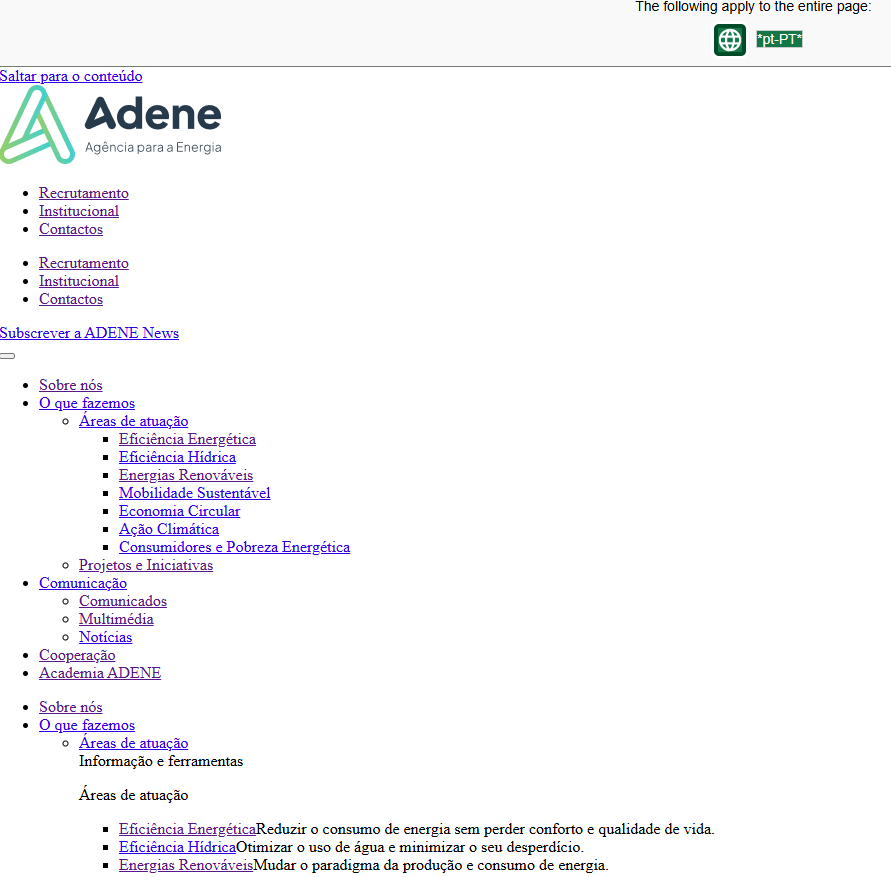 The following apply to the entire page:
*pt-PT*
Saltar para o conteúdo
Adene
Agência para a Energia
Recrutamento
Institucional
Contactos
Recrutamento
Institucional
Contactos
Subscrever a ADENE News
Sobre nós
O que fazemos
Áreas de atuação
Eficiência Energética
Eficiência Hídrica
Energias Renováveis
Mobilidade Sustentável
Economia Circular
Ação Climática
Consumidores e Pobreza Energética
Projetos e Iniciativas
Comunicação
Comunicados
Multimédia
Notícias
Cooperação
Academia ADENE
Sobre nós
O que fazemos
Áreas de atuação
Informação e ferramentas
Áreas de atuação
Eficiência EnergéticaReduzir o consumo de energia sem perder conforto e qualidade de vida.
Eficiência HídricaOtimizar o uso de água e minimizar o seu desperdício.
Energias RenováveisMudar o paradigma da produção e consumo de energia.